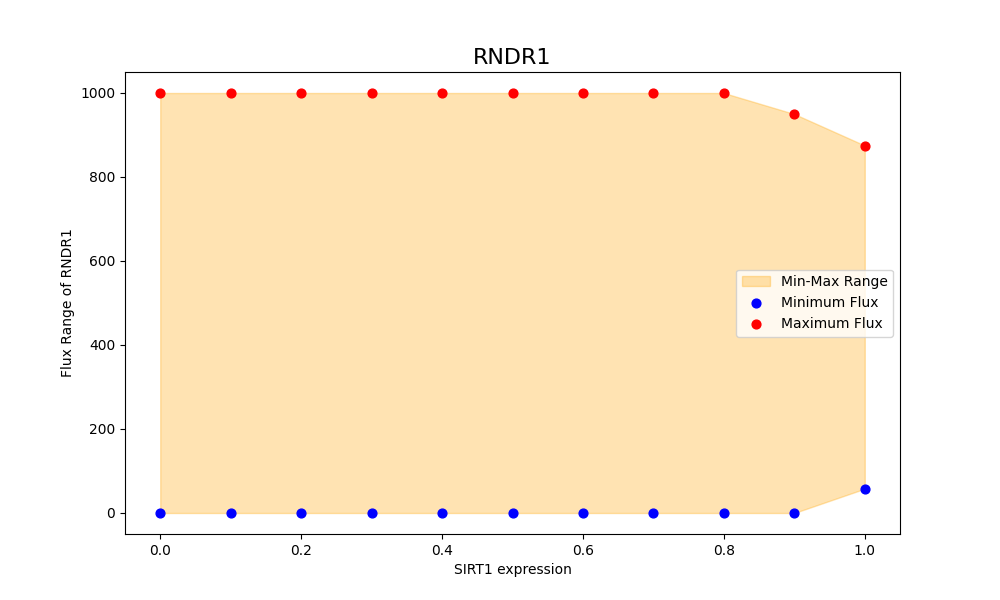 RNDR1
1000
800
600
400
200
0
Flux Range of RNDR1
Min-Max Range
Minimum Flux
Maximum Flux
0.0 0.2 0.4 0.6 0.8 1.0
SIRT1 expression